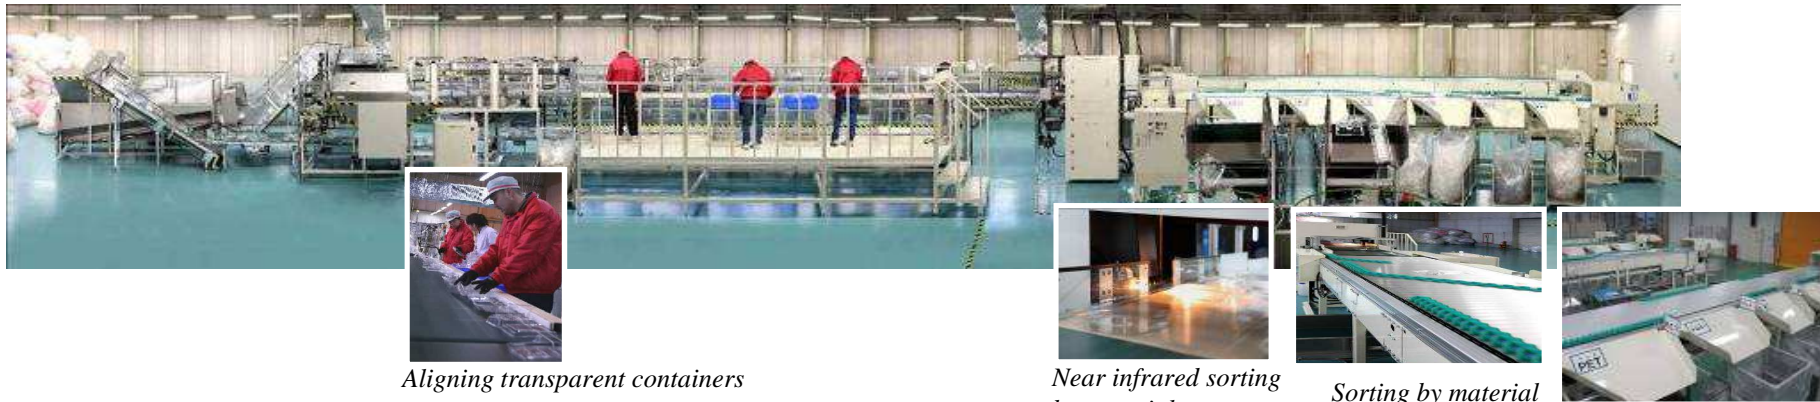 Aligning transparent containers
Near infrared sorting
Sorting by material
PET